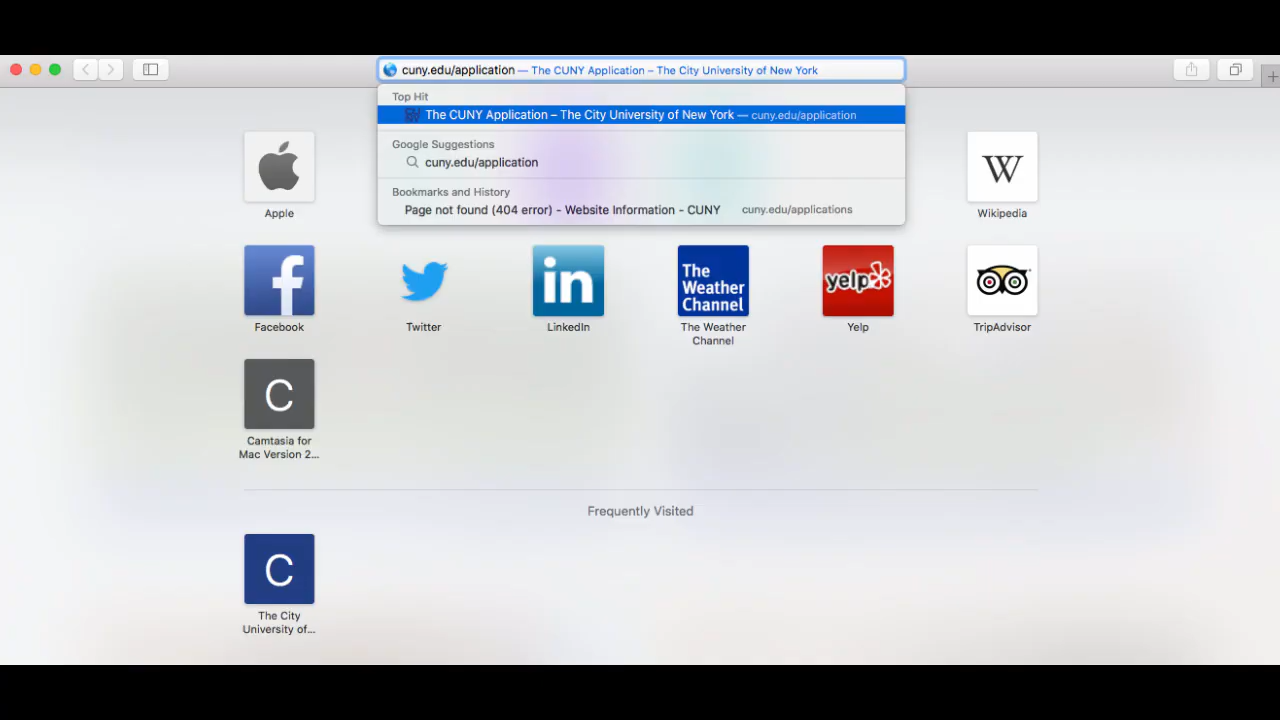 cuny.edu/application — The CUNY Application – The City University of New York
Top Hit
The CUNY Application – The City University of New York — cuny.edu/application
Google Suggestions
cuny.edu/application
Bookmarks and History
Page not found (404 error) - Website Information - CUNY cuny.edu/applications
W
Apple
Wikipedia
f
in
The
Weather
Channel
yelp
Facebook
Twitter
LinkedIn
The Weather
Channel
Yelp
TripAdvisor
C
Camtasia for
Mac Version 2...
Frequently Visited
C
The City
University of...